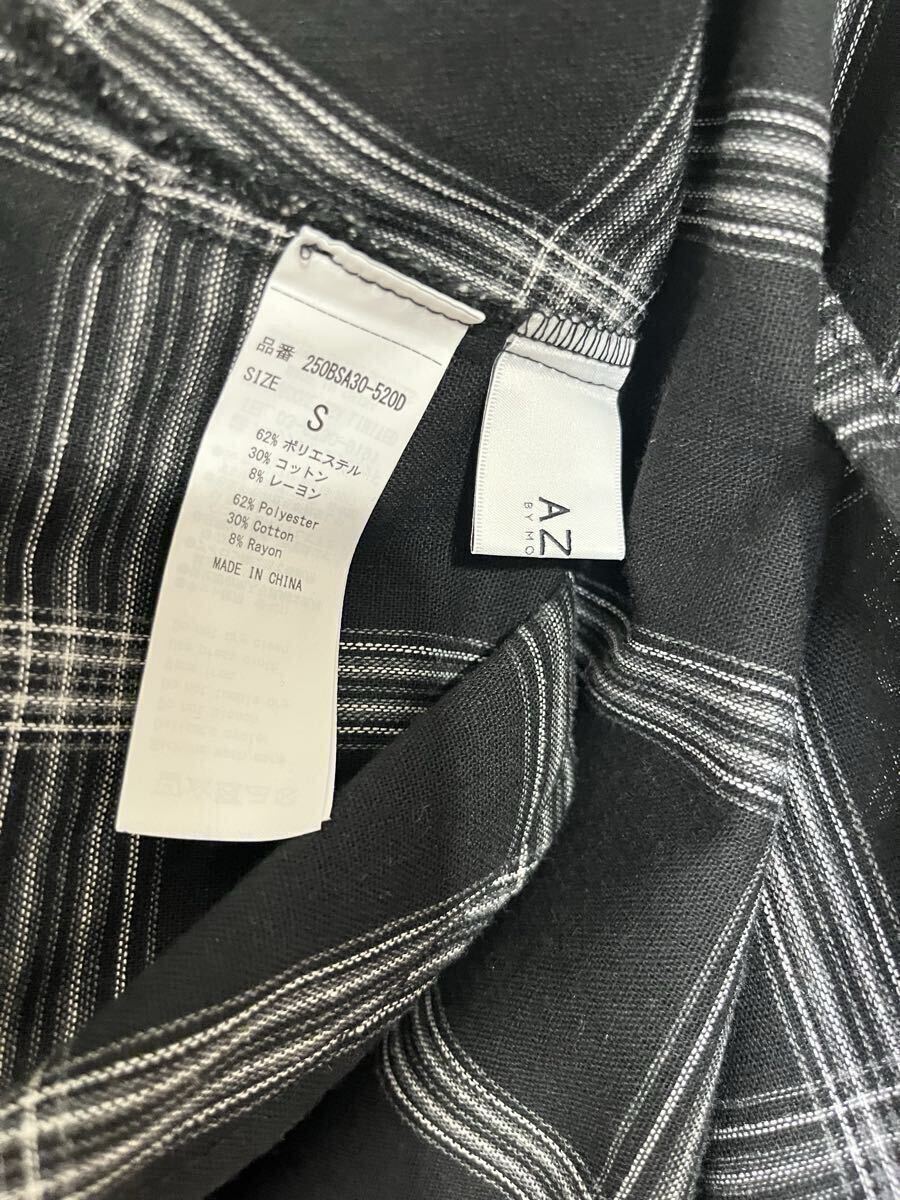 品番 250BSA30-520D
SIZE
S
62% ポリエステル
30% コットン
8% レーヨン
62% Polyester
30% Cotton
8% Rayon
MADE IN CHINA
AZ
BY MO